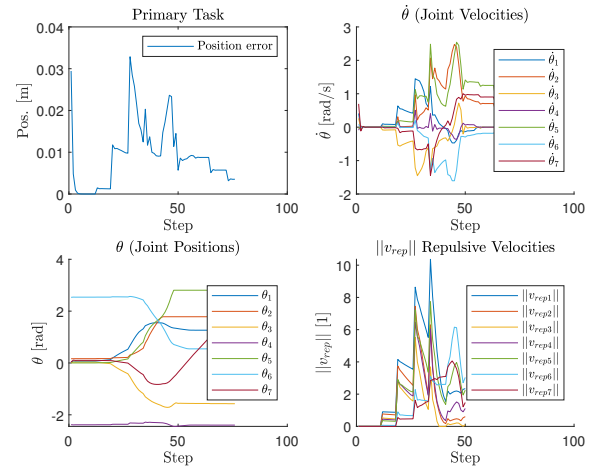 Primary Task
0.04
0.03
0.02
0.01
0
Pos. [m]
Position error
0 50 100
Step
θ̇ (Joint Velocities)
3
2
1
0
-1
-2
θ̇ [rad/s]
θ̇1
θ̇2
θ̇3
θ̇4
θ̇5
θ̇6
θ̇7
0 50 100
Step
θ (Joint Positions)
4
2
0
-2
θ [rad]
θ1
θ2
θ3
θ4
θ5
θ6
θ7
0 50 100
Step
||vrep|| Repulsive Velocities
10
8
6
4
2
0
||vrep|| [1]
||vrep1||
||vrep2||
||vrep3||
||vrep4||
||vrep5||
||vrep6||
||vrep7||
0 50 100
Step